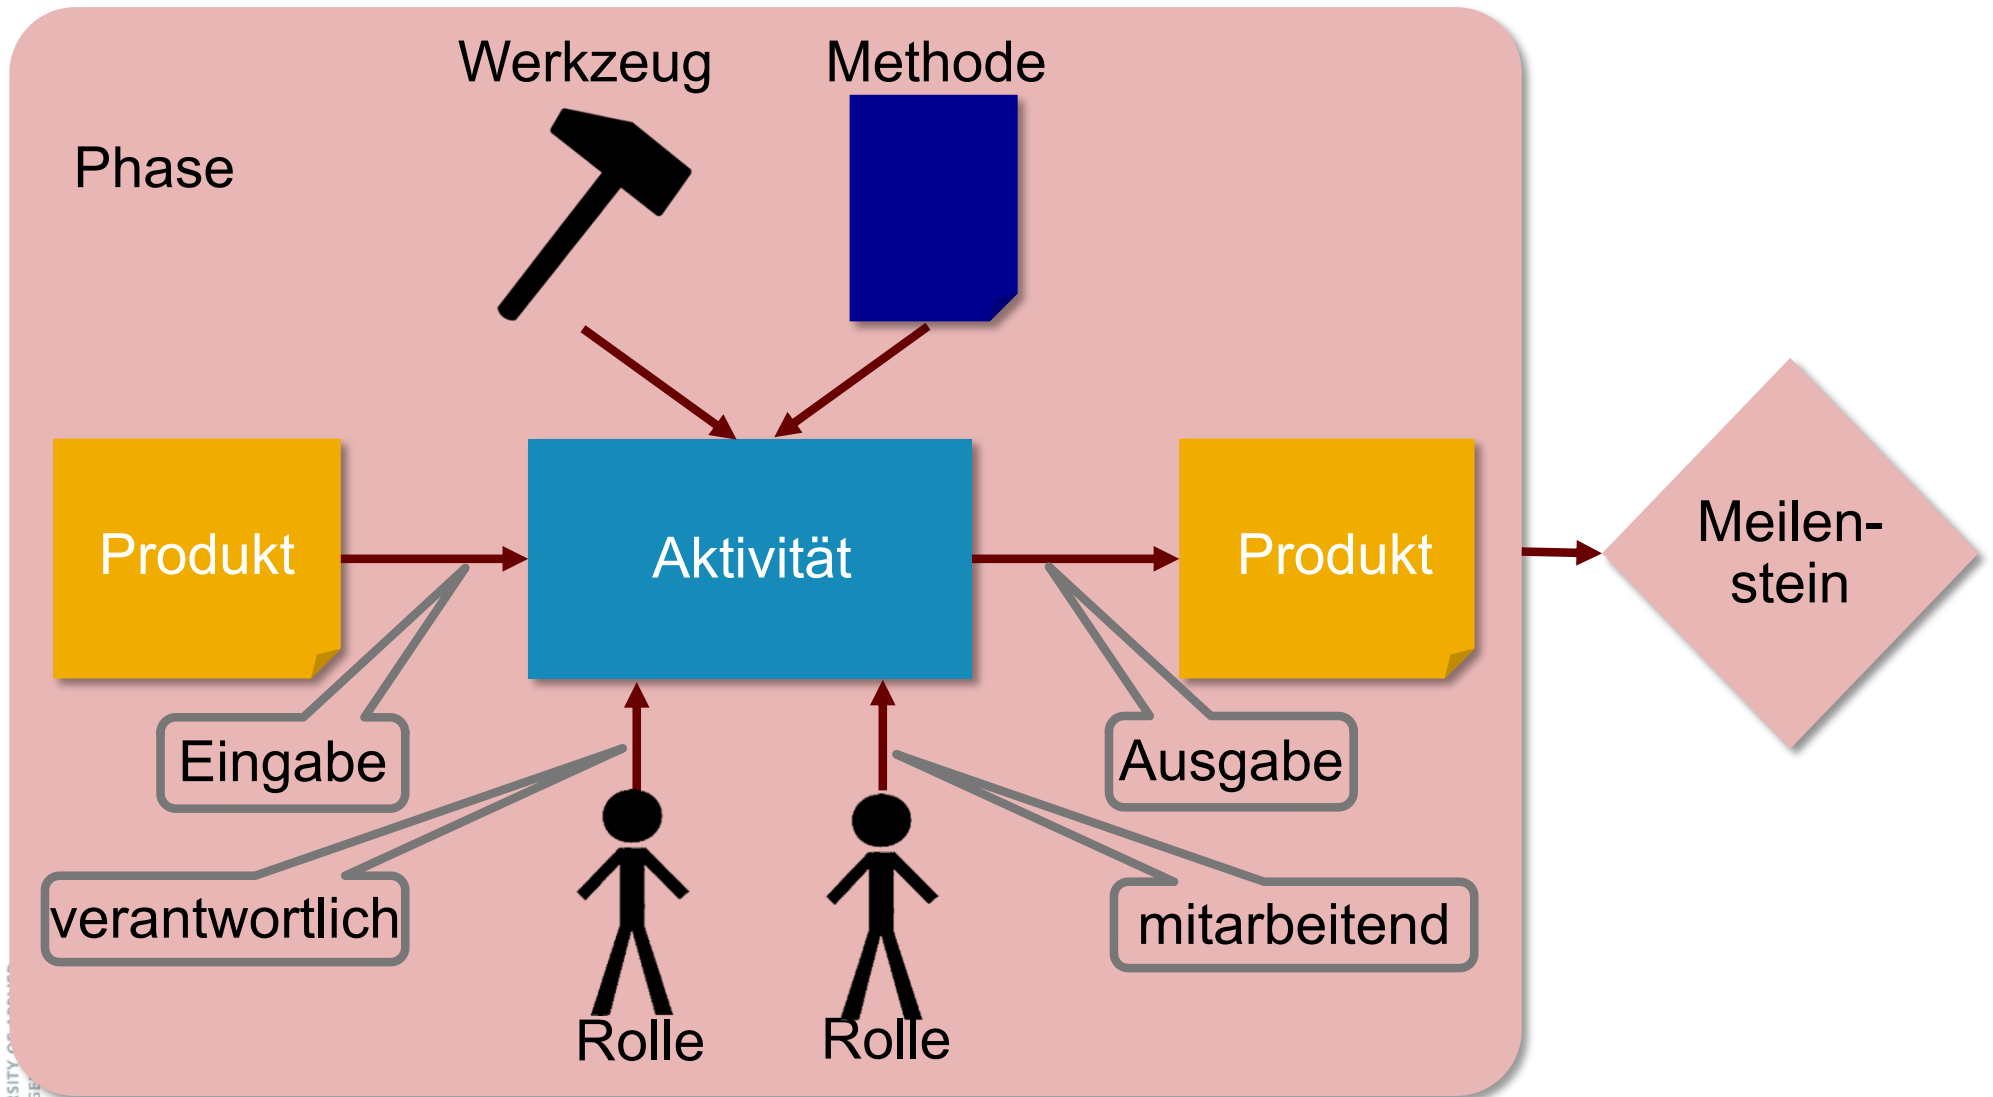 Werkzeug
Methode
Phase
Produkt
Aktivität
Produkt
Meilen-
stein
Eingabe
Ausgabe
verantwortlich
mitarbeitend
Rolle
Rolle